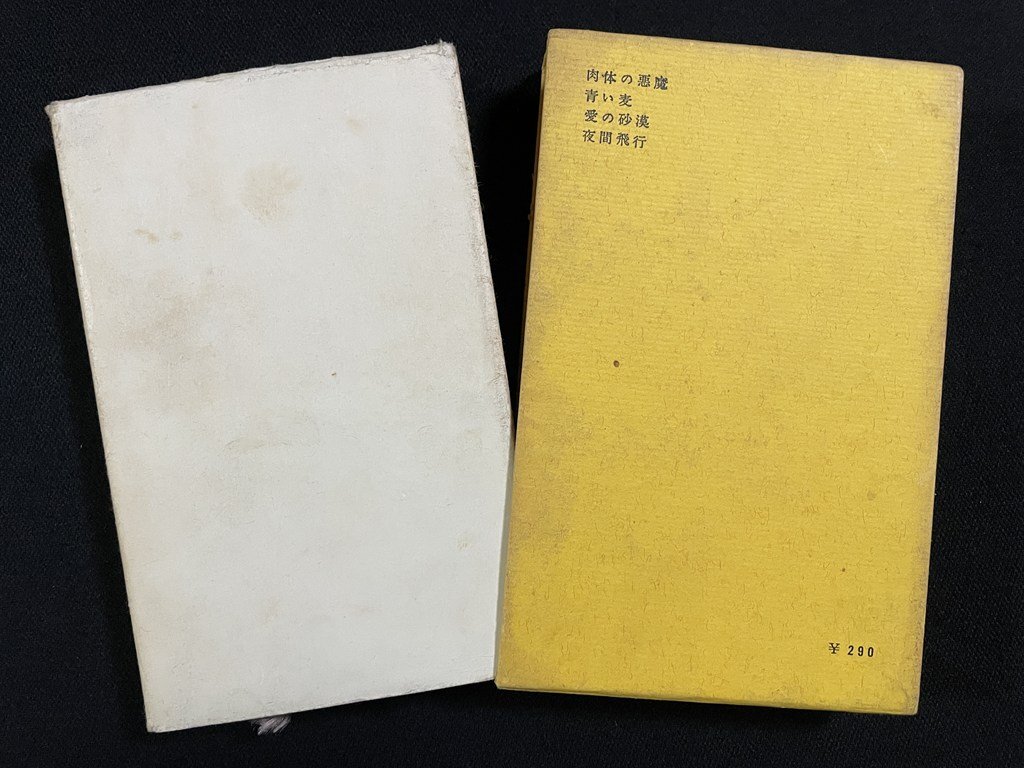 肉体の悪魔
青い麦
愛の砂漠
夜間飛行
¥ 290